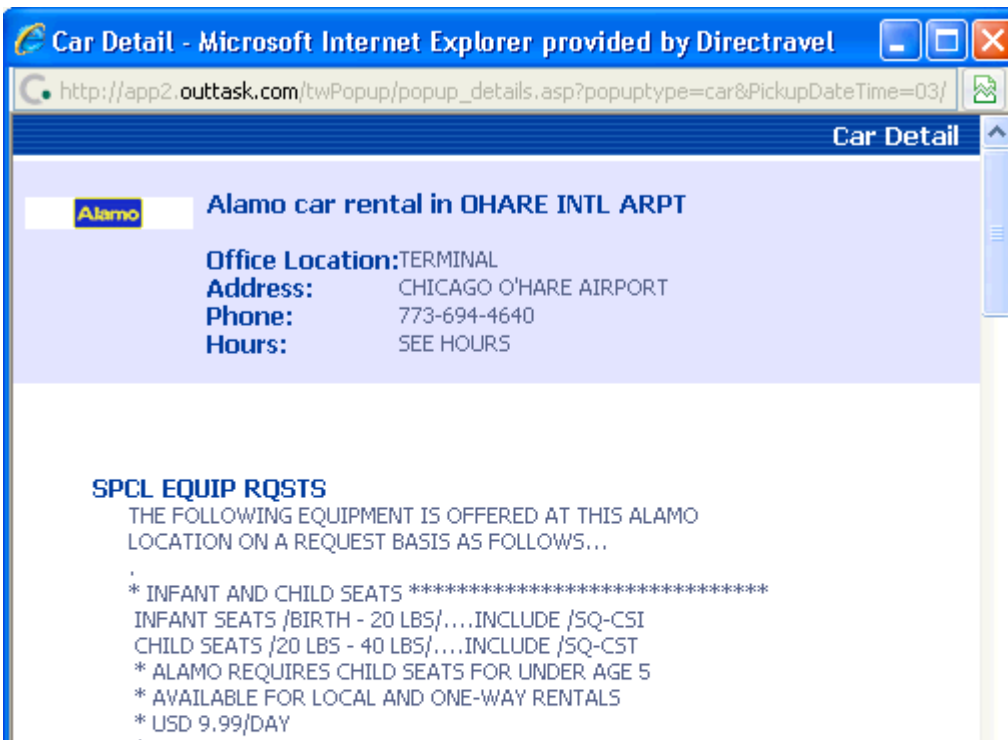 Car Detail - Microsoft Internet Explorer provided by Directravel
http://app2.outtask.com/twPopup/popup_details.asp?popuptype=car&PickupDateTime=03/
Car Detail
Alamo
Alamo car rental in OHARE INTL ARPT
Office Location:TERMINAL
Address: CHICAGO O'HARE AIRPORT
Phone: 773-694-4640
Hours: SEE HOURS
SPCL EQUIP RQSTS
THE FOLLOWING EQUIPMENT IS OFFERED AT THIS ALAMO
LOCATION ON A REQUEST BASIS AS FOLLOWS...
.
* INFANT AND CHILD SEATS ******************************
INFANT SEATS /BIRTH - 20 LBS/....INCLUDE /SQ-CSI
CHILD SEATS /20 LBS - 40 LBS/....INCLUDE /SQ-CST
* ALAMO REQUIRES CHILD SEATS FOR UNDER AGE 5
* AVAILABLE FOR LOCAL AND ONE-WAY RENTALS
* USD 9.99/DAY